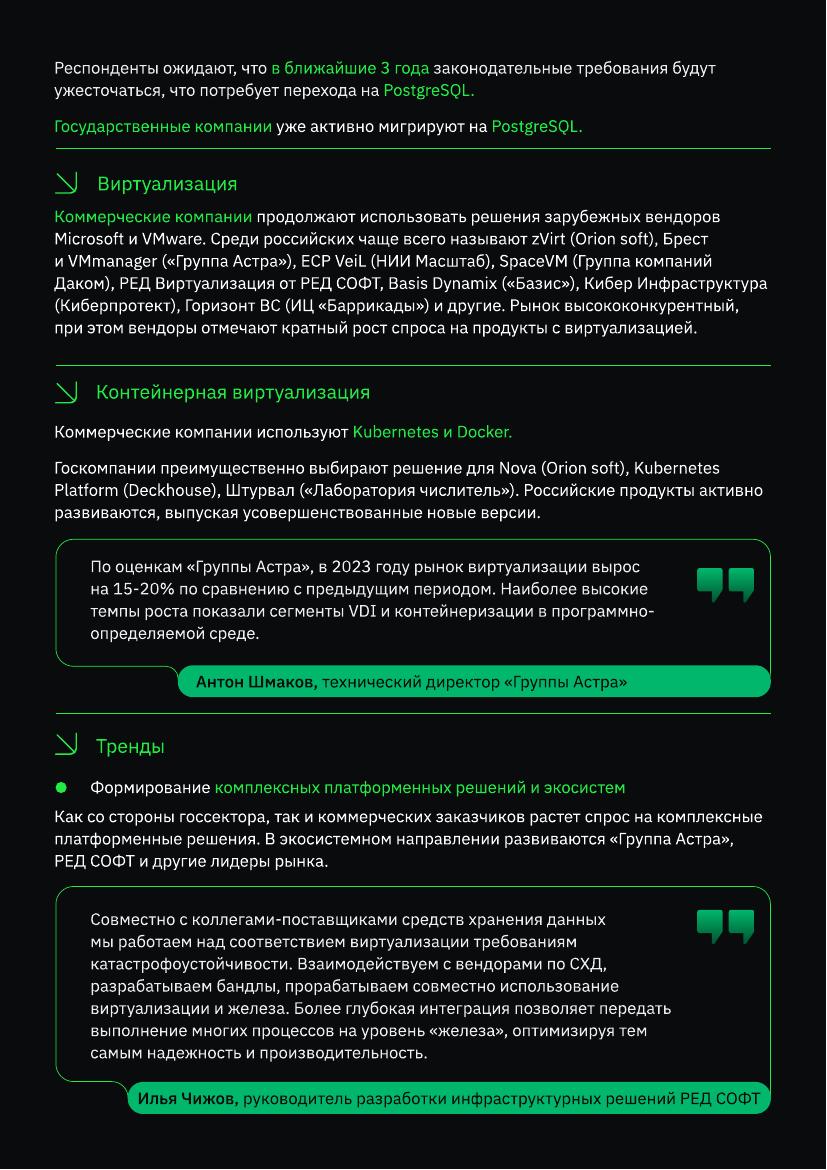 Респонденты ожидают, что в ближайшие 3 года законодательные требования будут
ужесточаться, что потребует перехода на PostgreSQL.
Государственные компании уже активно мигрируют на PostgreSQL.
Виртуализация
Коммерческие компании продолжают использовать решения зарубежных вендоров
Microsoft и VMware. Среди российских чаще всего называют zVirt (Orion soft), Брест
и VMmanager («Группа Астра»), ECP VeiL (НИИ Масштаб), SpaceVM (Группа компаний
Даком), РЕД Виртуализация от РЕД СОФТ, Basis Dynamix («Базис»), Кибер Инфраструктура
(Киберпротект), Горизонт ВС (ИЦ «Баррикады») и другие. Рынок высококонкурентный,
при этом вендоры отмечают кратный рост спроса на продукты с виртуализацией.
Контейнерная виртуализация
Коммерческие компании используют Kubernetes и Docker.
Госкомпании преимущественно выбирают решение для Nova (Orion soft), Kubernetes
Platform (Deckhouse), Штурвал («Лаборатория числитель»). Российские продукты активно
развиваются, выпуская усовершенствованные новые версии.
По оценкам «Группы Астра», в 2023 году рынок виртуализации вырос
на 15-20% по сравнению с предыдущим периодом. Наиболее высокие
темпы роста показали сегменты VDI и контейнеризации в программно-
определяемой среде.
Антон Шмаков, технический директор «Группы Астра»
Тренды
Формирование комплексных платформенных решений и экосистем
Как со стороны госсектора, так и коммерческих заказчиков растет спрос на комплексные
платформенные решения. В экосистемном направлении развиваются «Группа Астра»,
РЕД СОФТ и другие лидеры рынка.
Совместно с коллегами-поставщиками средств хранения данных
мы работаем над соответствием виртуализации требованиям
катастрофоустойчивости. Взаимодействуем с вендорами по СХД,
разрабатываем бандлы, прорабатываем совместно использование
виртуализации и железа. Более глубокая интеграция позволяет передать
выполнение многих процессов на уровень «железа», оптимизируя тем
самым надежность и производительность.
Илья Чижов, руководитель разработки инфраструктурных решений РЕД СОФТ